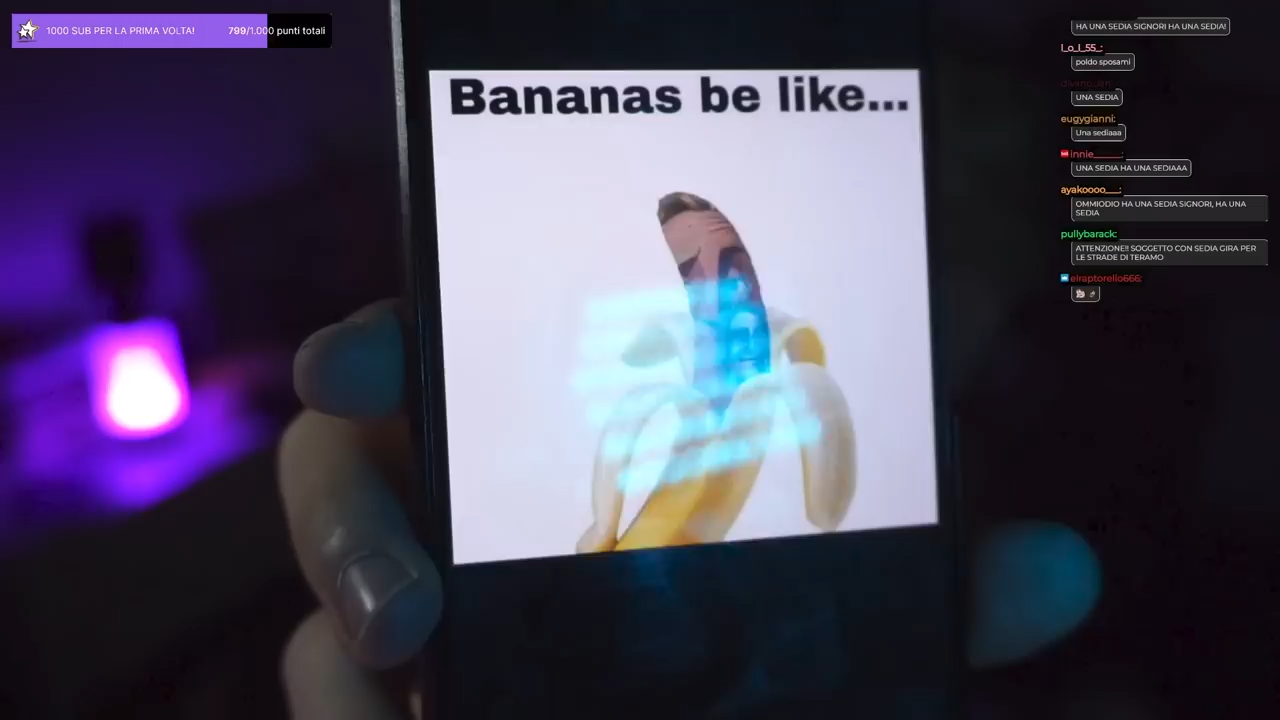 1000 SUB PER LA PRIMA VOLTA! 799/1.000 punti totali
Bananas be like...
HA UNA SEDIA SIGNORI HA UNA SEDIA!
l_o_l_55_:
poldo sposami
UNA SEDIA
eugygianni:
Una sediaaa
innie______:
UNA SEDIA HA UNA SEDIAAA
ayakoooo___:
OMMIODIO HA UNA SEDIA SIGNORI, HA UNA
SEDIA
pullybarack:
ATTENZIONE!! SOGGETTO CON SEDIA GIRA PER
LE STRADE DI TERAMO
elraptorello666: